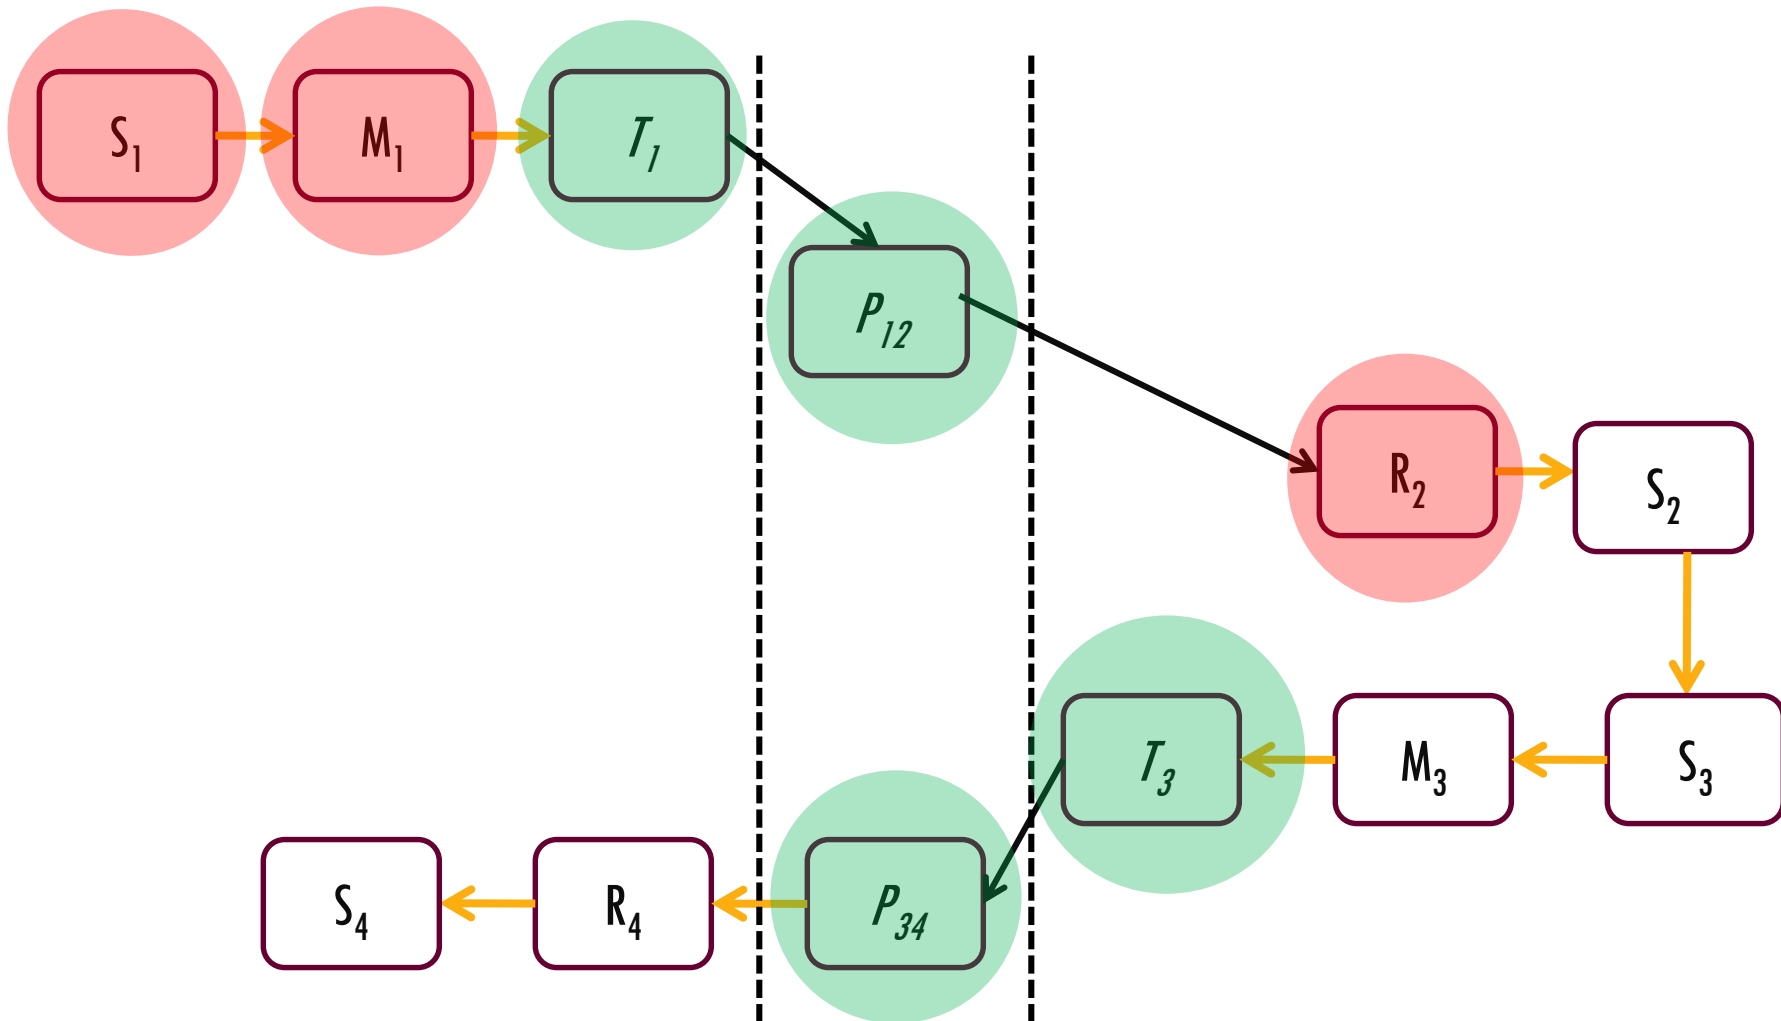 S₁
M₁
T₁
P₁₂
R₂
S₂
T₃
M₃
S₃
S₄
R₄
P₃₄